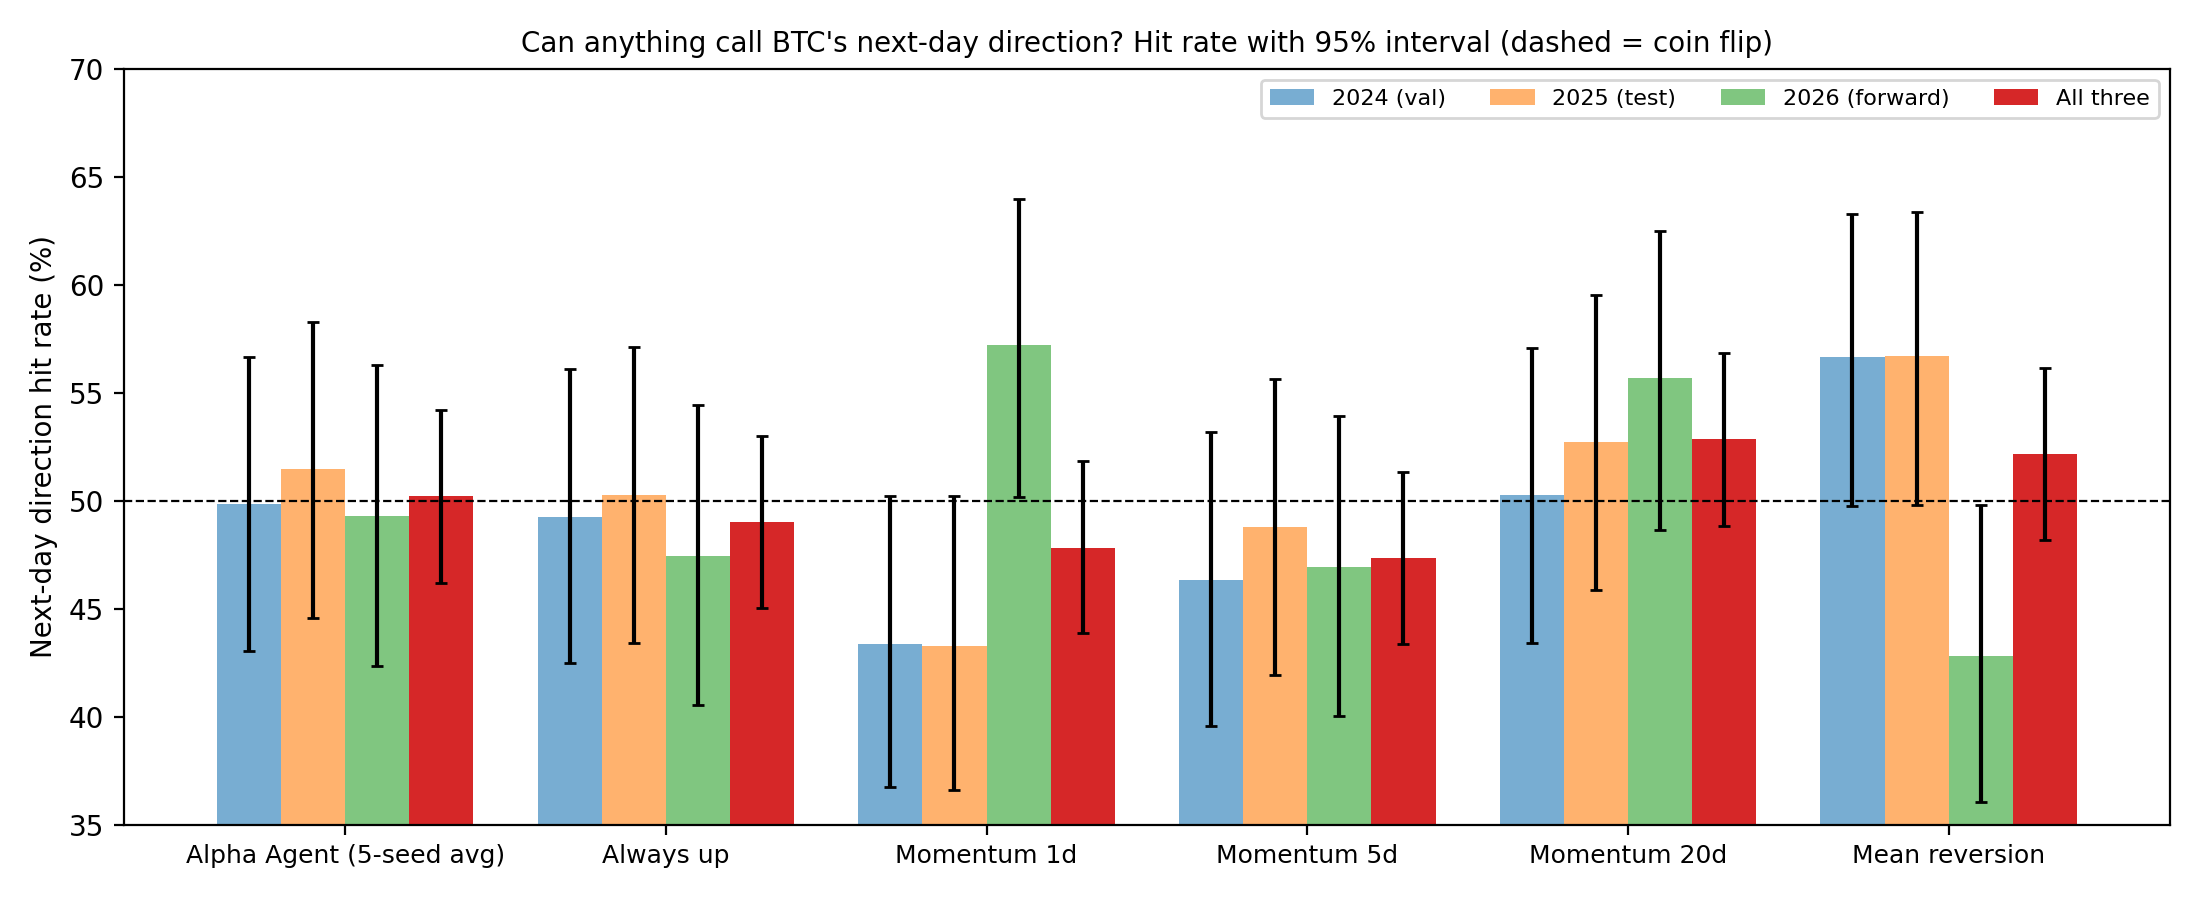 Can anything call BTC's next-day direction? Hit rate with 95% interval (dashed = coin flip)
2024 (val) 2025 (test) 2026 (forward) All three
Next-day direction hit rate (%)
70
65
60
55
50
45
40
35
Alpha Agent (5-seed avg) Always up Momentum 1d Momentum 5d Momentum 20d Mean reversion